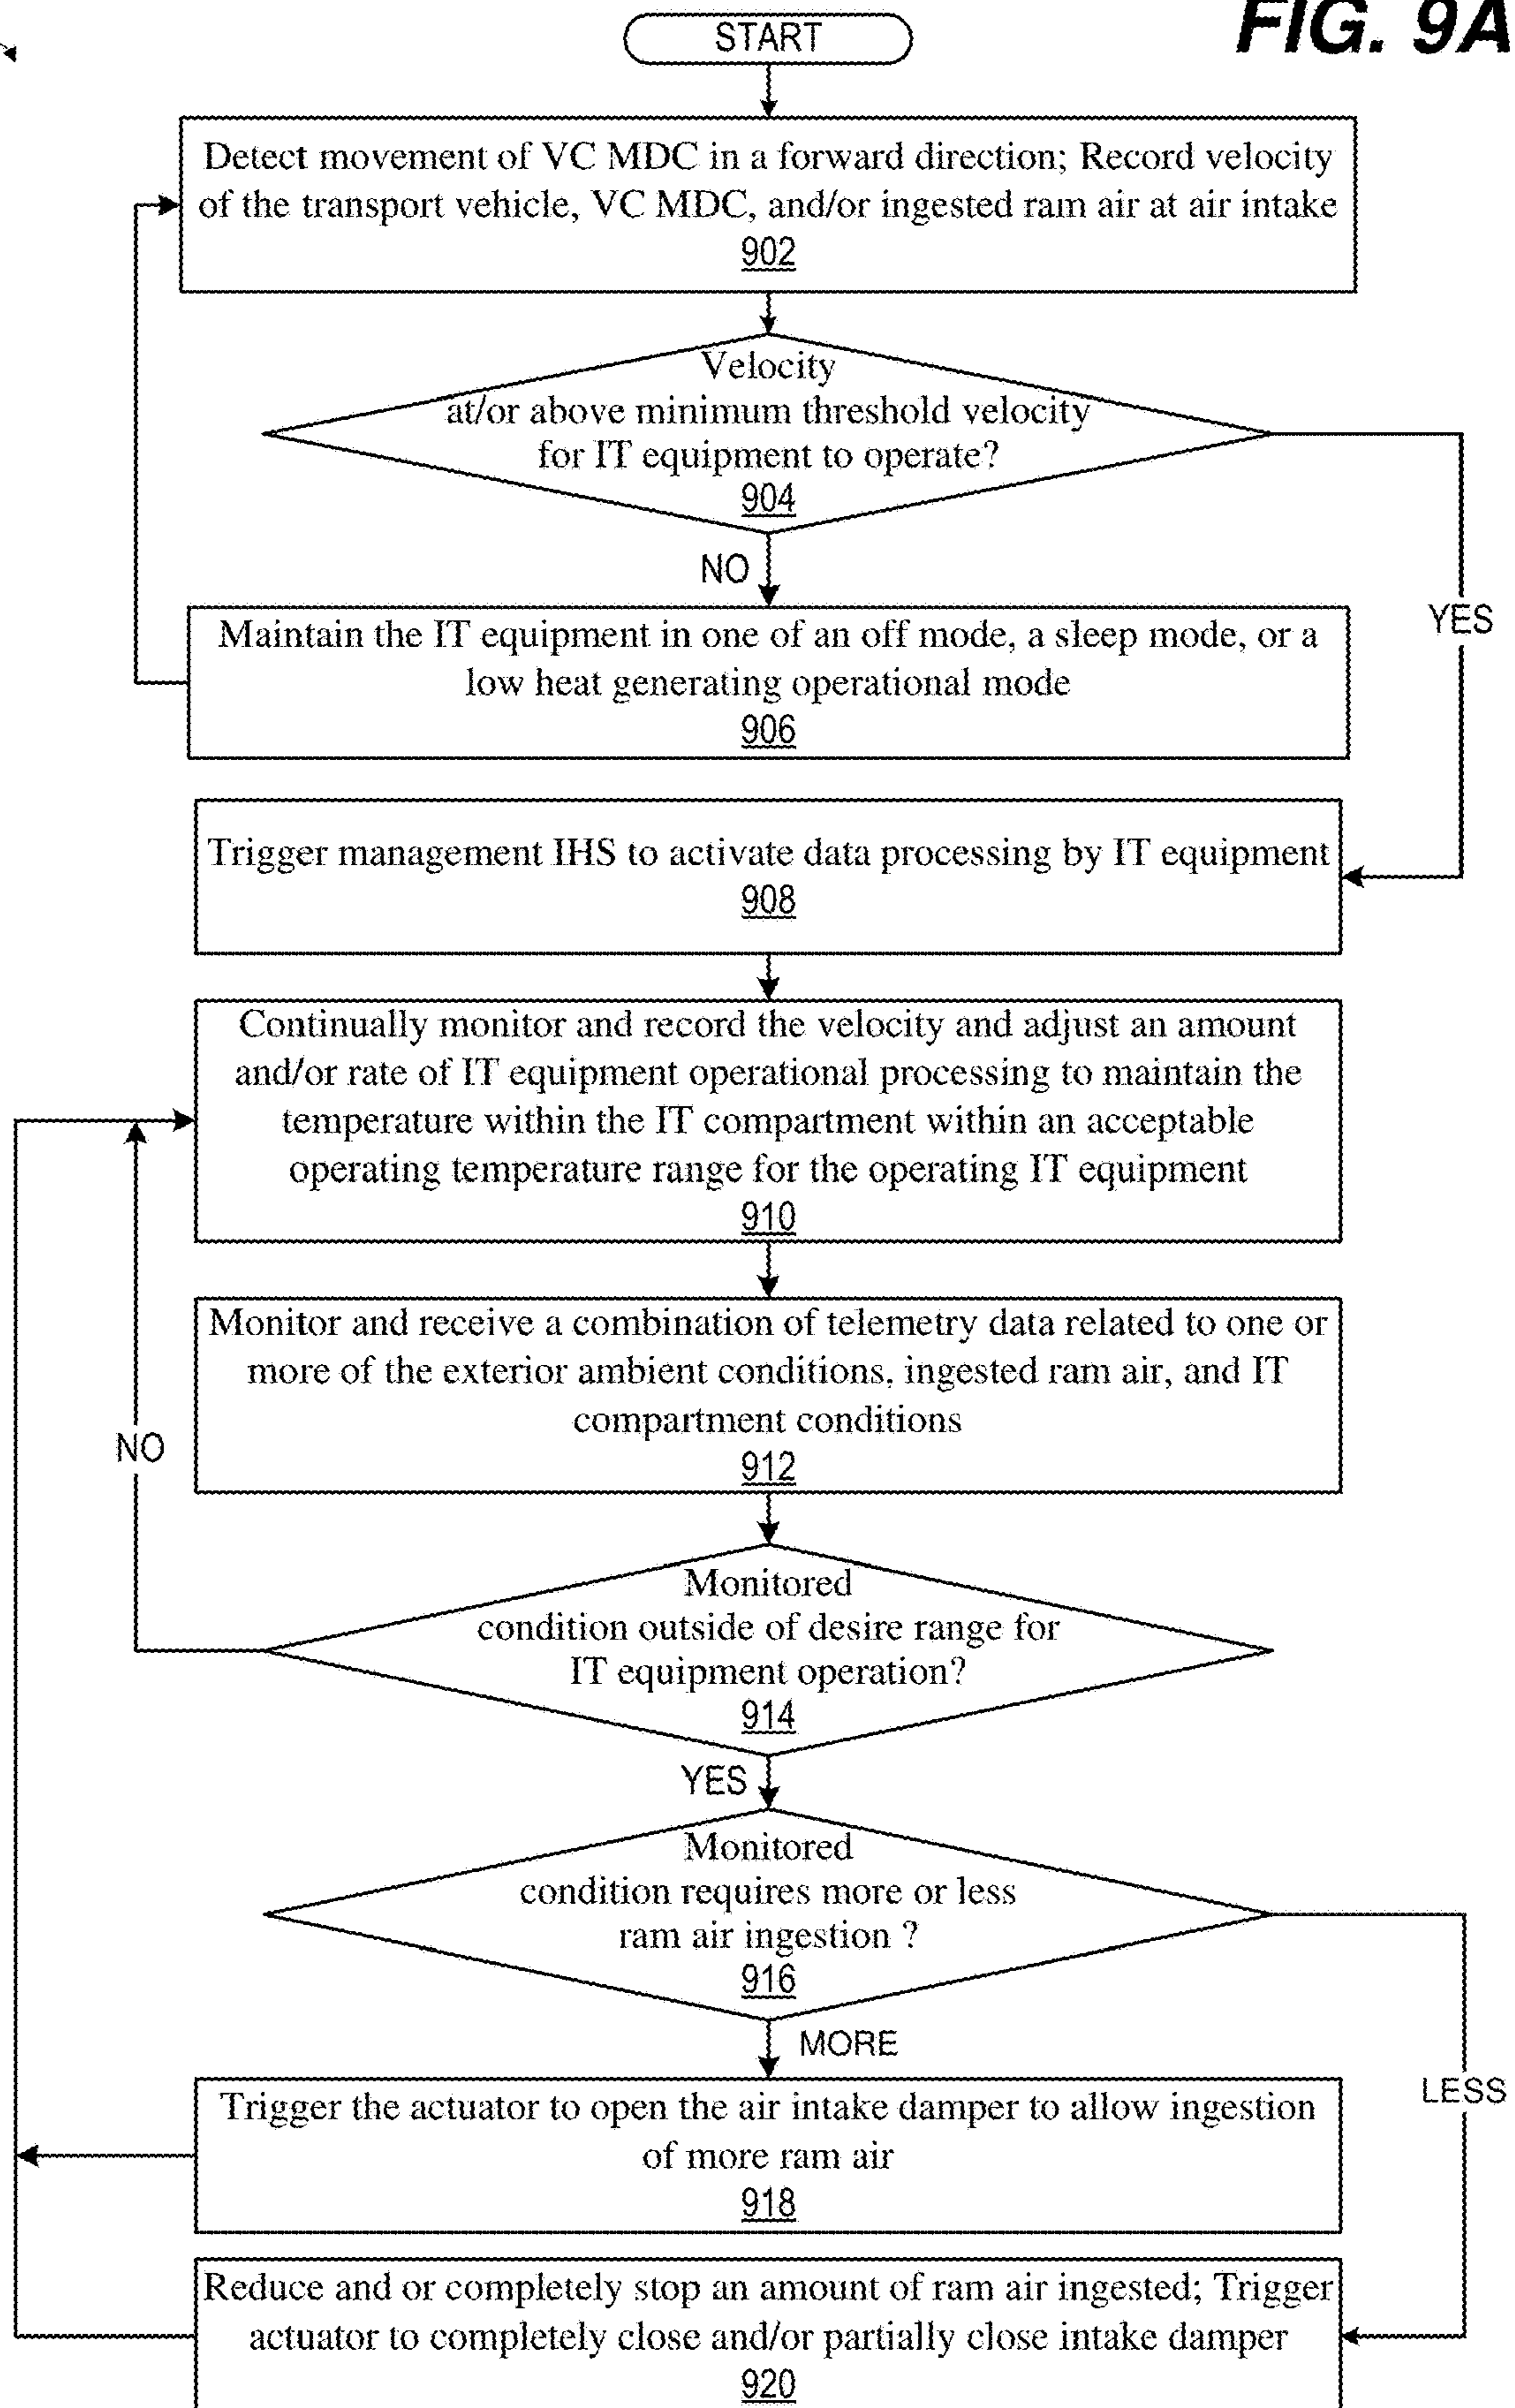 FIG. 9A
START
Detect movement of VC MDC in a forward direction; Record velocity
of the transport vehicle, VC MDC, and/or ingested ram air at air intake
902
Velocity
at/or above minimum threshold velocity
for IT equipment to operate?
904
NO
YES
Maintain the IT equipment in one of an off mode, a sleep mode, or a
low heat generating operational mode
906
Trigger management IHS to activate data processing by IT equipment
908
Continually monitor and record the velocity and adjust an amount
and/or rate of IT equipment operational processing to maintain the
temperature within the IT compartment within an acceptable
operating temperature range for the operating IT equipment
910
Monitor and receive a combination of telemetry data related to one or
more of the exterior ambient conditions, ingested ram air, and IT
compartment conditions
912
NO
Monitored
condition outside of desire range for
IT equipment operation?
914
YES
Monitored
condition requires more or less
ram air ingestion ?
916
MORE
LESS
Trigger the actuator to open the air intake damper to allow ingestion
of more ram air
918
Reduce and or completely stop an amount of ram air ingested; Trigger
actuator to completely close and/or partially close intake damper
920